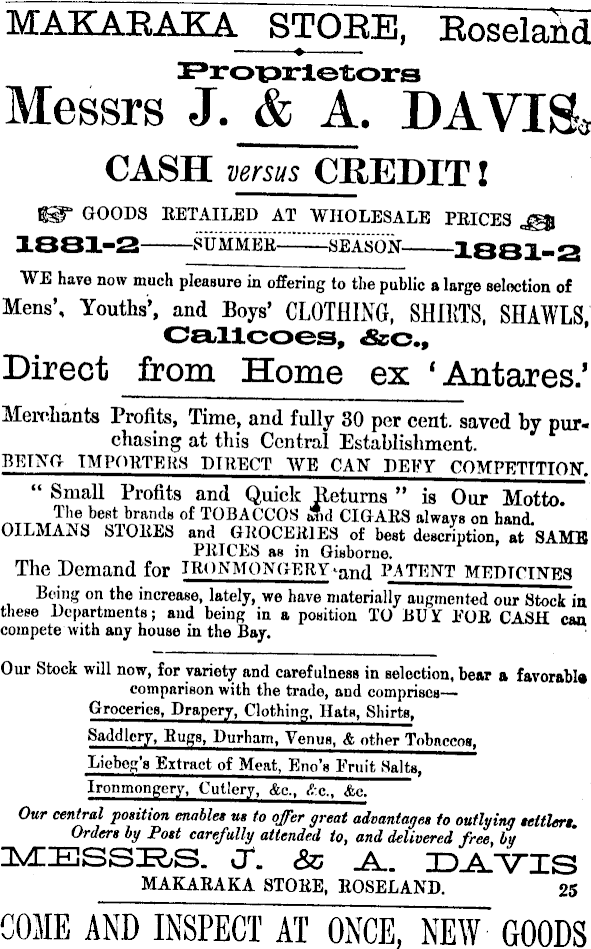 MAKARAKA STORE, Roseland
Proprietors
Messrs J. & A. DAVIS,
CASH versus CREDIT!
GOODS RETAILED AT WHOLESALE PRICES
1881-2——SUMMER——SEASON——1881-2
WE have now much pleasure in offering to the public a large selection of
Mens', Youths', and Boys' CLOTHING, SHIRTS, SHAWLS,
Calicoes, &c.,
Direct from Home ex 'Antares.'
Merchants Profits, Time, and fully 30 per cent. saved by pur-
chasing at this Central Establishment.
BEING IMPORTERS DIRECT WE CAN DEFY COMPETITION.
"Small Profits and Quick Returns" is Our Motto.
The best brands of TOBACCOS and CIGARS always on hand.
OILMANS STORES and GROCERIES of best description, at SAME
PRICES as in Gisborne.
The Demand for IRONMONGERY and PATENT MEDICINES
Being on the increase, lately, we have materially augmented our Stock in
these Departments; and being in a position TO BUY FOR CASH can
compete with any house in the Bay.
Our Stock will now, for variety and carefulness in selection, bear a favorable
comparison with the trade, and comprises—
Groceries, Drapery, Clothing, Hats, Shirts,
Saddlery, Rugs, Durham, Venus, & other Tobaccos,
Liebeg's Extract of Meat, Eno's Fruit Salts,
Ironmongery, Cutlery, &c., &c., &c.
Our central position enables us to offer great advantages to outlying settlers.
Orders by Post carefully attended to, and delivered free, by
MESSRS. J. & A. DAVIS
MAKARAKA STORE, ROSELAND. 25
COME AND INSPECT AT ONCE, NEW GOODS